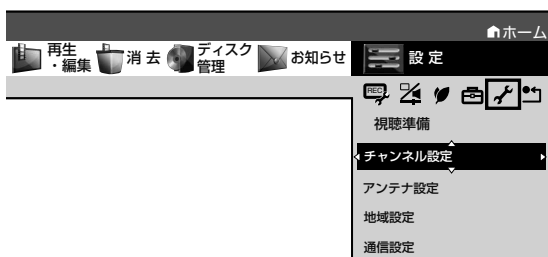 ホーム
再生・編集
消去
ディスク管理
お知らせ
設定
REC
視聴準備
チャンネル設定
アンテナ設定
地域設定
通信設定